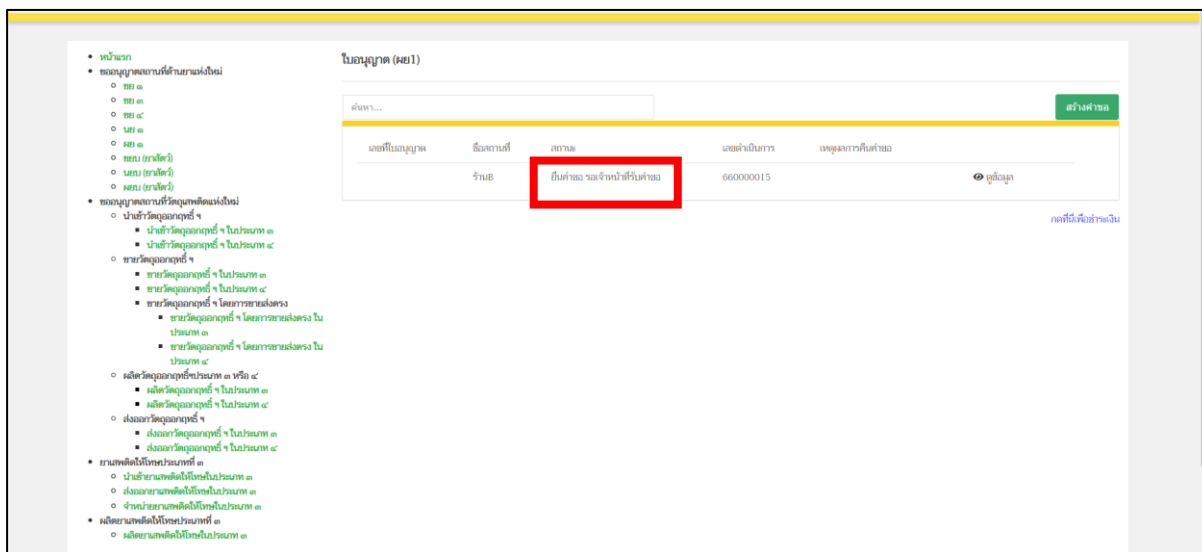 หน้าแรก
ขออนุญาตสถานที่ด้านยาแห่งใหม่
ขย ๑
ขย ๓
ขย ๔
นย ๑
ผย ๑
ขยบ (ยาสัตว์)
นยบ (ยาสัตว์)
ผยบ (ยาสัตว์)
ขออนุญาตสถานที่วัตถุเสพติดแห่งใหม่
นำเข้าวัตถุออกฤทธิ์ ฯ
นำเข้าวัตถุออกฤทธิ์ ฯ ในประเภท ๓
นำเข้าวัตถุออกฤทธิ์ ฯ ในประเภท ๔
ขายวัตถุออกฤทธิ์ ฯ
ขายวัตถุออกฤทธิ์ ฯ ในประเภท ๓
ขายวัตถุออกฤทธิ์ ฯ ในประเภท ๔
ขายวัตถุออกฤทธิ์ ฯ โดยการขายส่งตรง
ขายวัตถุออกฤทธิ์ ฯ โดยการขายส่งตรง ใน
ประเภท ๓
ขายวัตถุออกฤทธิ์ ฯ โดยการขายส่งตรง ใน
ประเภท ๔
ผลิตวัตถุออกฤทธิ์ฯประเภท ๓ หรือ ๔
ผลิตวัตถุออกฤทธิ์ ฯ ในประเภท ๓
ผลิตวัตถุออกฤทธิ์ ฯ ในประเภท ๔
ส่งออกวัตถุออกฤทธิ์ ฯ
ส่งออกวัตถุออกฤทธิ์ ฯ ในประเภท ๓
ส่งออกวัตถุออกฤทธิ์ ฯ ในประเภท ๔
ยาเสพติดให้โทษประเภทที่ ๓
นำเข้ายาเสพติดให้โทษในประเภท ๓
ส่งออกยาเสพติดให้โทษในประเภท ๓
จำหน่ายยาเสพติดให้โทษในประเภท ๓
ผลิตยาเสพติดให้โทษประเภทที่ ๓
ผลิตยาเสพติดให้โทษในประเภท ๓
ใบอนุญาต (ผย1)
ค้นหา...
สร้างคำขอ
เลขที่ใบอนุญาต ชื่อสถานที่ สถานะ เลขดำเนินการ เหตุผลการคืนคำขอ
ร้านB ยื่นคำขอ รอเจ้าหน้าที่รับคำขอ 660000015 ดูข้อมูล
กดที่นี่เพื่อชำระเงิน